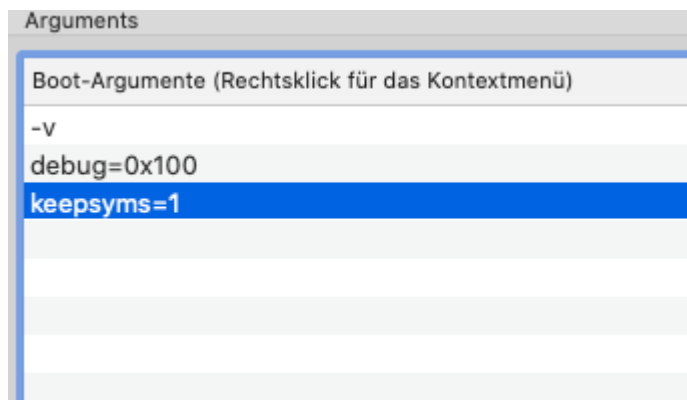 Arguments
Boot-Argumente (Rechtsklick für das Kontextmenü)
-v
debug=0x100
keepsyms=1